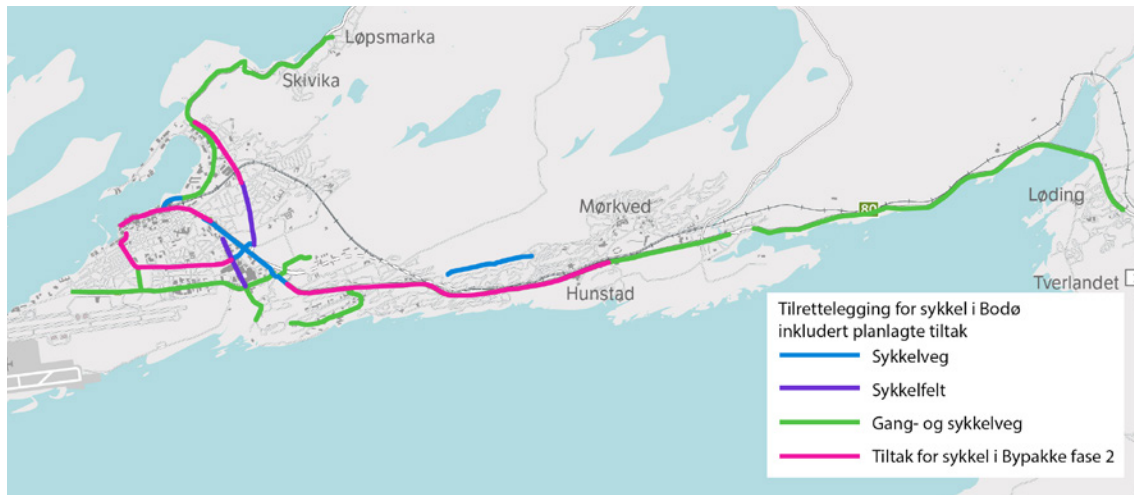 Løpsmarka
Skivika
Mørkved
80
Løding
Hunstad
Tverlandet
Tilrettelegging for sykkel i Bodø
inkludert planlagte tiltak
Sykkelveg
Sykkelfelt
Gang- og sykkelveg
Tiltak for sykkel i Bypakke fase 2